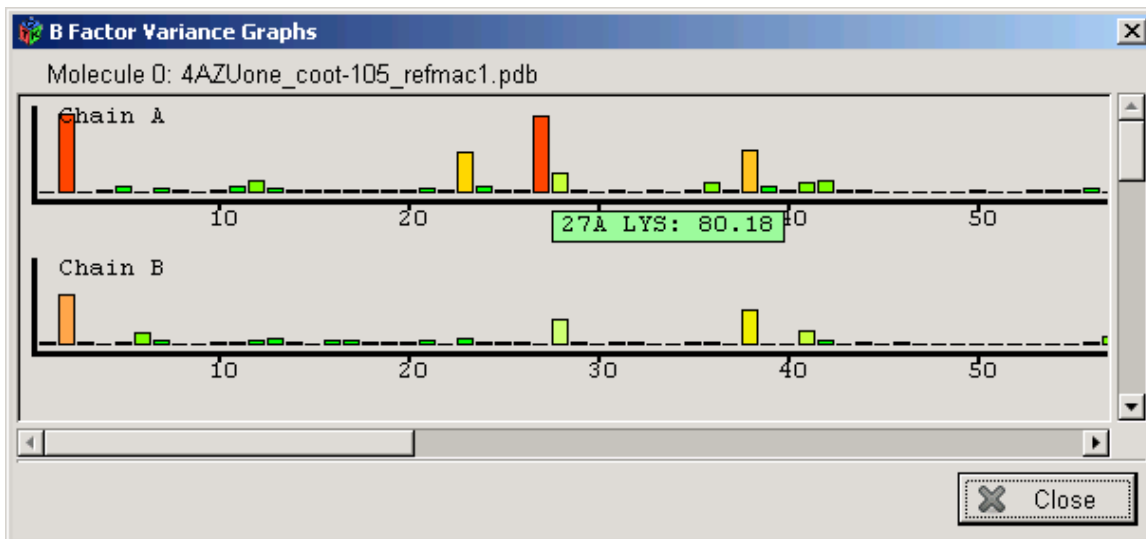 B Factor Variance Graphs
Molecule 0: 4AZUone_coot-105_refmac1.pdb
Chain A
10 20 40 50
27A LYS: 80.18
Chain B
10 20 30 40 50
Close